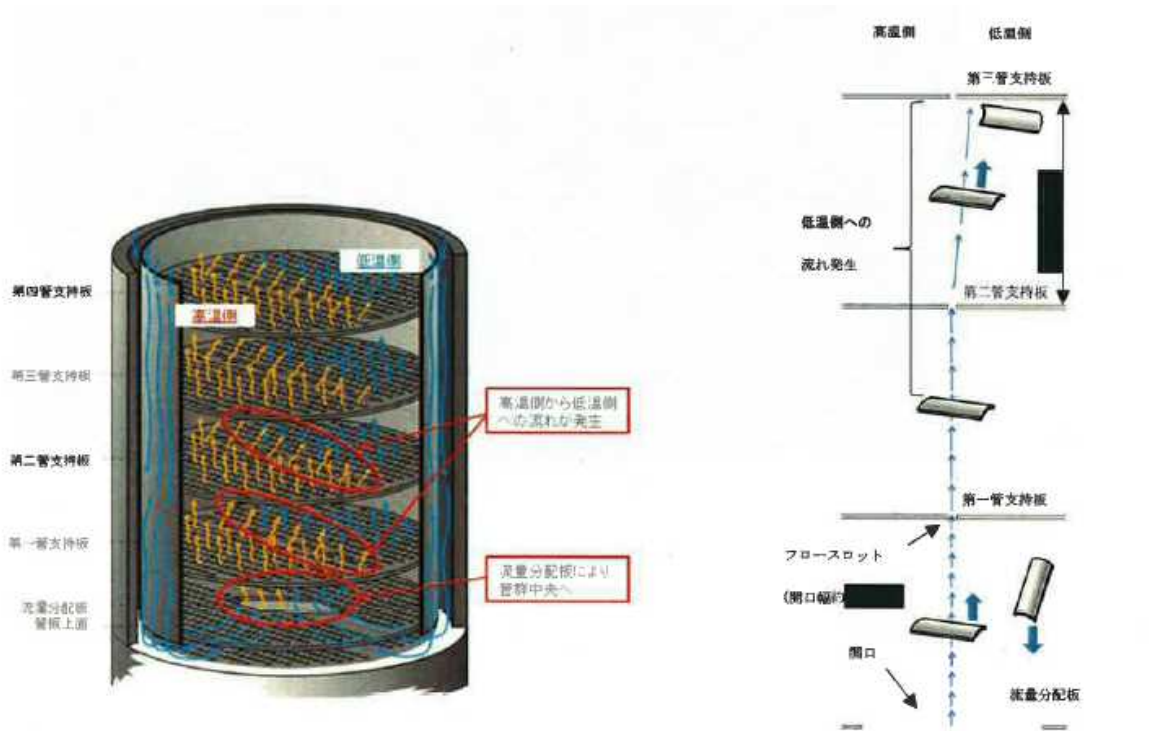 低温側
高温側
第四管支持板
第三管支持板
第二管支持板
第一管支持板
流量分配板
管板上面
高温側から低温側
への流れが発生
流量分配板により
管群中央へ
高温側
低温側
第三管支持板
低温側への
流れ発生
第二管支持板
第一管支持板
フロースロット
(開口幅約
開口
流量分配板